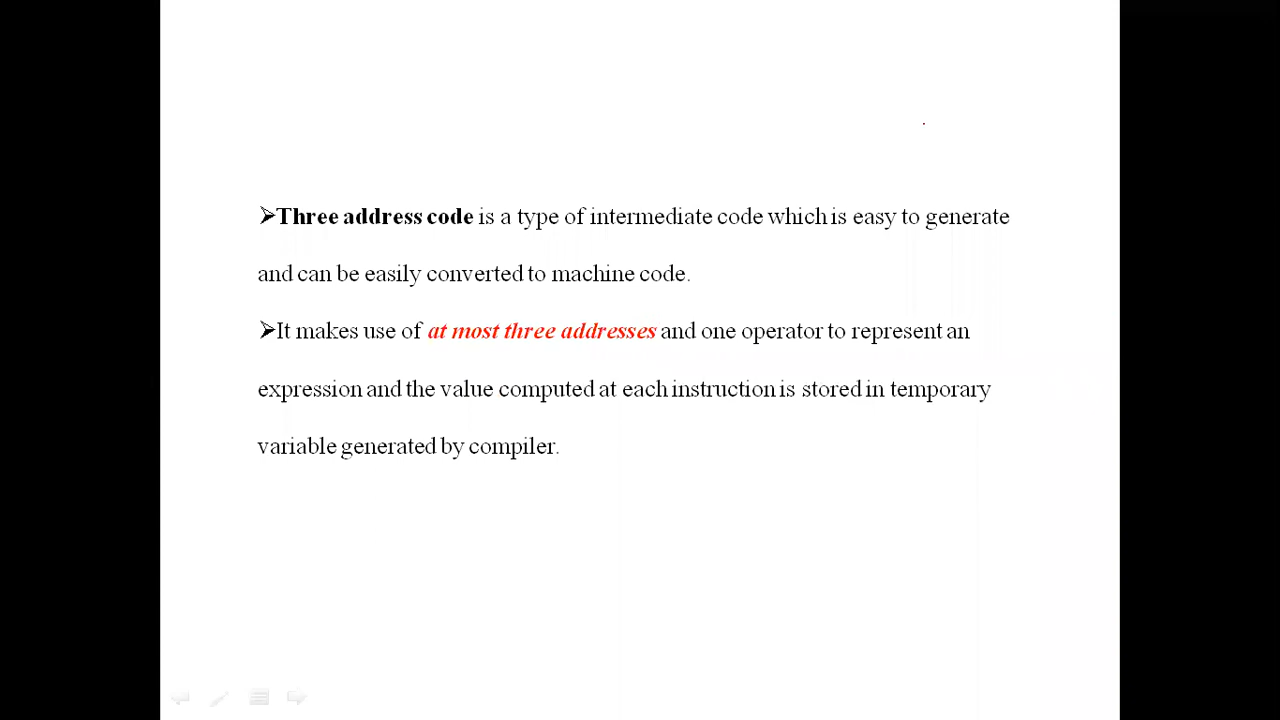 ➢Three address code is a type of intermediate code which is easy to generate
and can be easily converted to machine code.
➢It makes use of at most three addresses and one operator to represent an
expression and the value computed at each instruction is stored in temporary
variable generated by compiler.